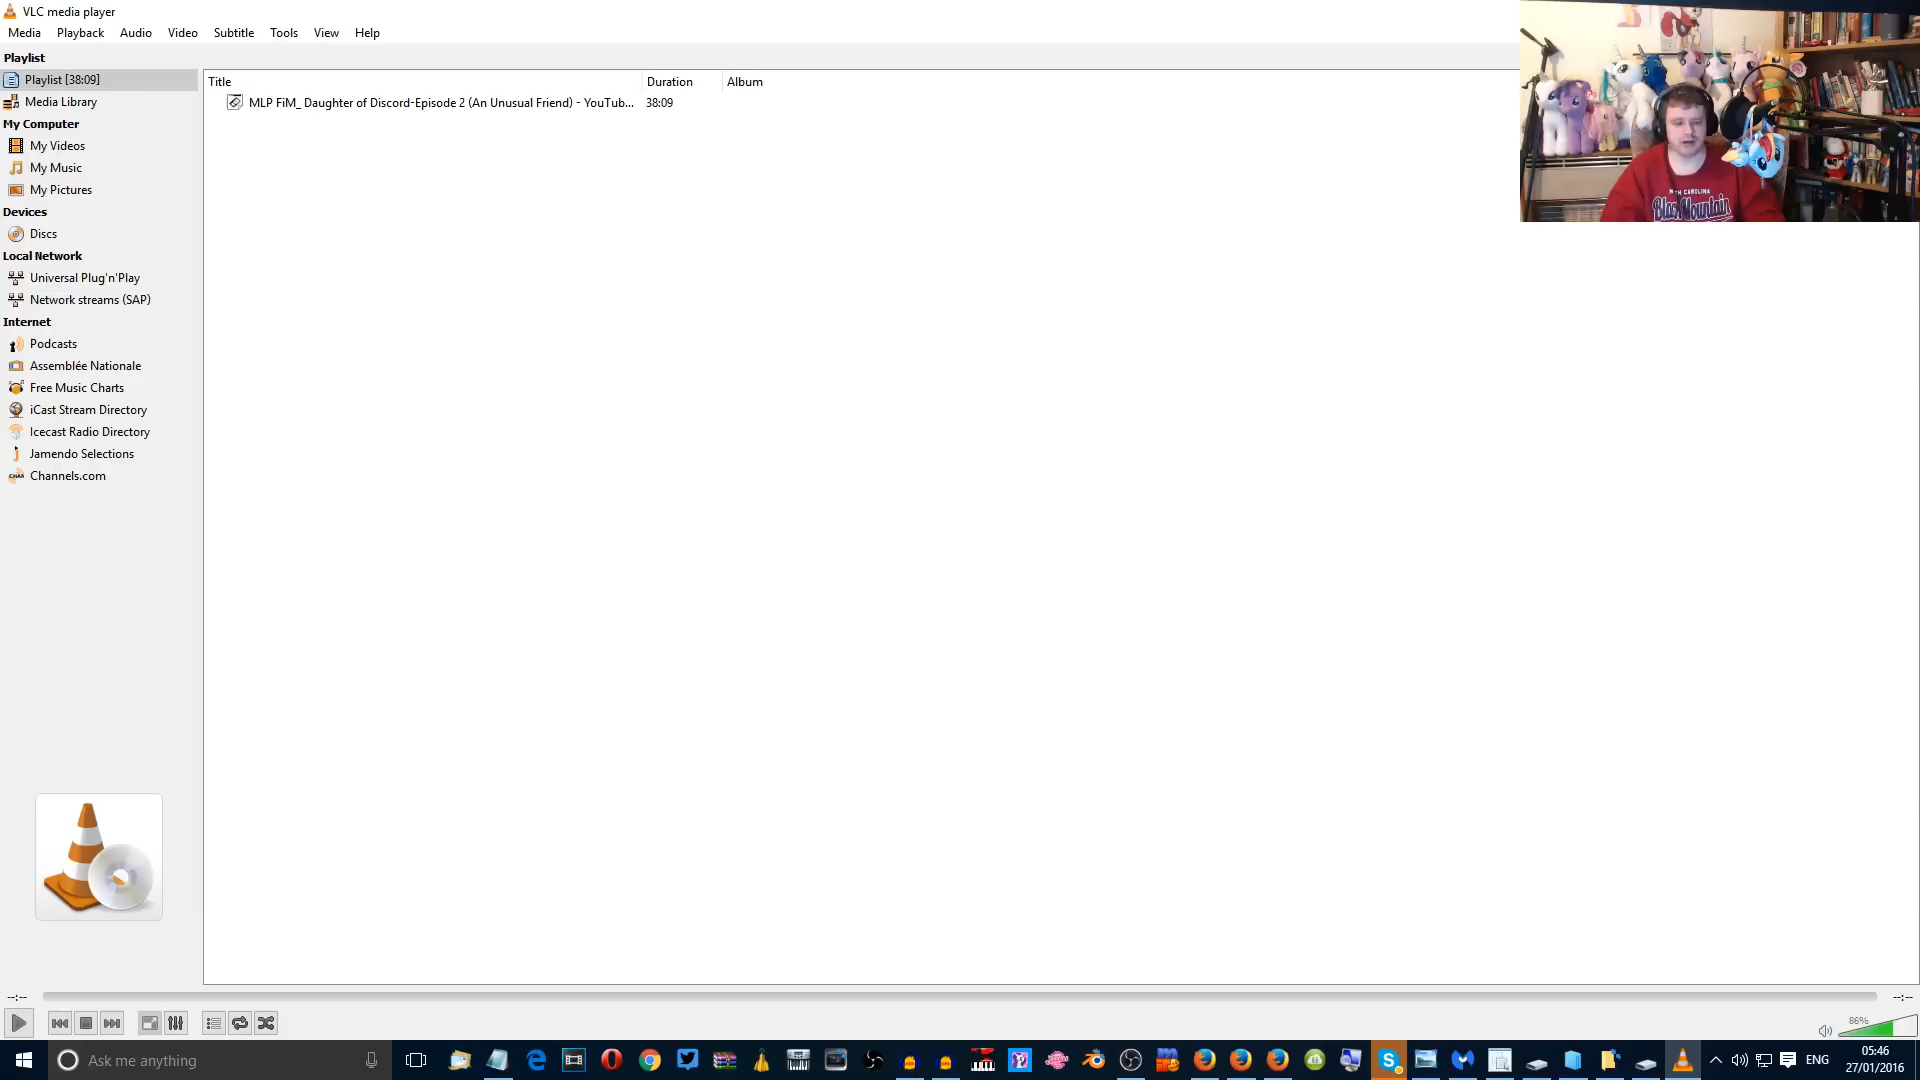 VLC media player
Media Playback Audio Video Subtitle Tools View Help
Playlist
Playlist [38:09]
Media Library
My Computer
My Videos
My Music
My Pictures
Devices
Discs
Local Network
Universal Plug'n'Play
Network streams (SAP)
Internet
Podcasts
Assemblée Nationale
Free Music Charts
iCast Stream Directory
Icecast Radio Directory
Jamendo Selections
Channels.com
Title Duration Album
MLP FiM_ Daughter of Discord-Episode 2 (An Unusual Friend) - YouTub... 38:09
CAROLINA
Black Mountain
--:-- --:--
86%
Ask me anything
ENG
05:46
27/01/2016